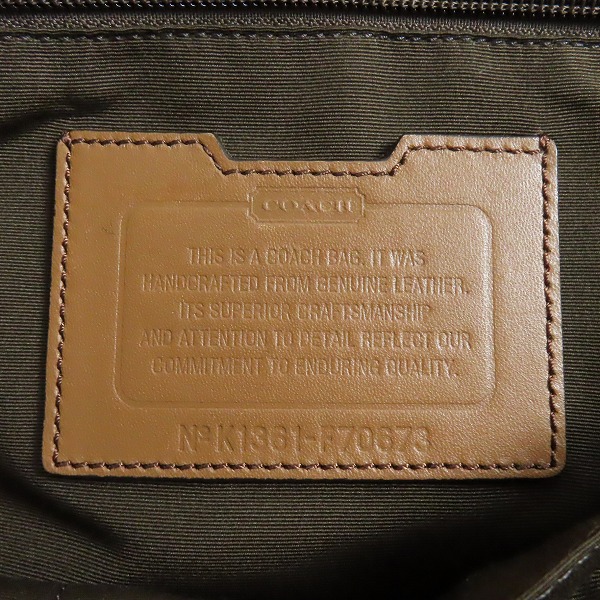 COACH
THIS IS A COACH BAG. IT WAS
HANDCRAFTED FROM GENUINE LEATHER.
ITS SUPERIOR CRAFTSMANSHIP
AND ATTENTION TO DETAIL REFLECT OUR
COMMITMENT TO ENDURING QUALITY.
Nº K1361-F70673